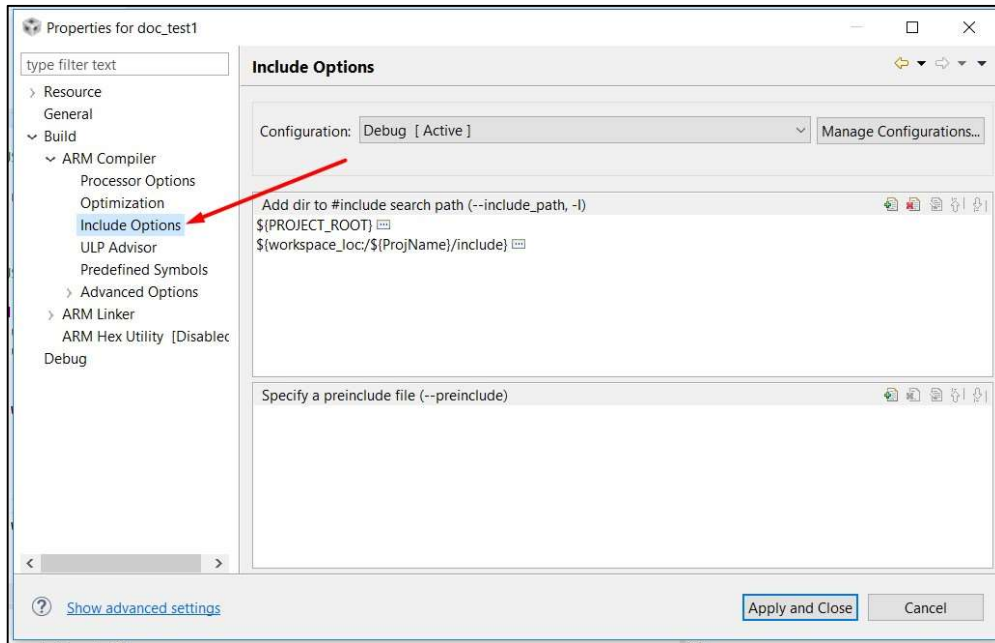 Properties for doc_test1
type filter text
Resource
General
Build
ARM Compiler
Processor Options
Optimization
Include Options
ULP Advisor
Predefined Symbols
Advanced Options
ARM Linker
ARM Hex Utility [Disablec
Debug
Include Options
Configuration: Debug [ Active ]
Manage Configurations...
Add dir to #include search path (--include_path, -I)
${PROJECT_ROOT}
${workspace_loc:/${ProjName}/include}
Specify a preinclude file (--preinclude)
Show advanced settings
Apply and Close
Cancel